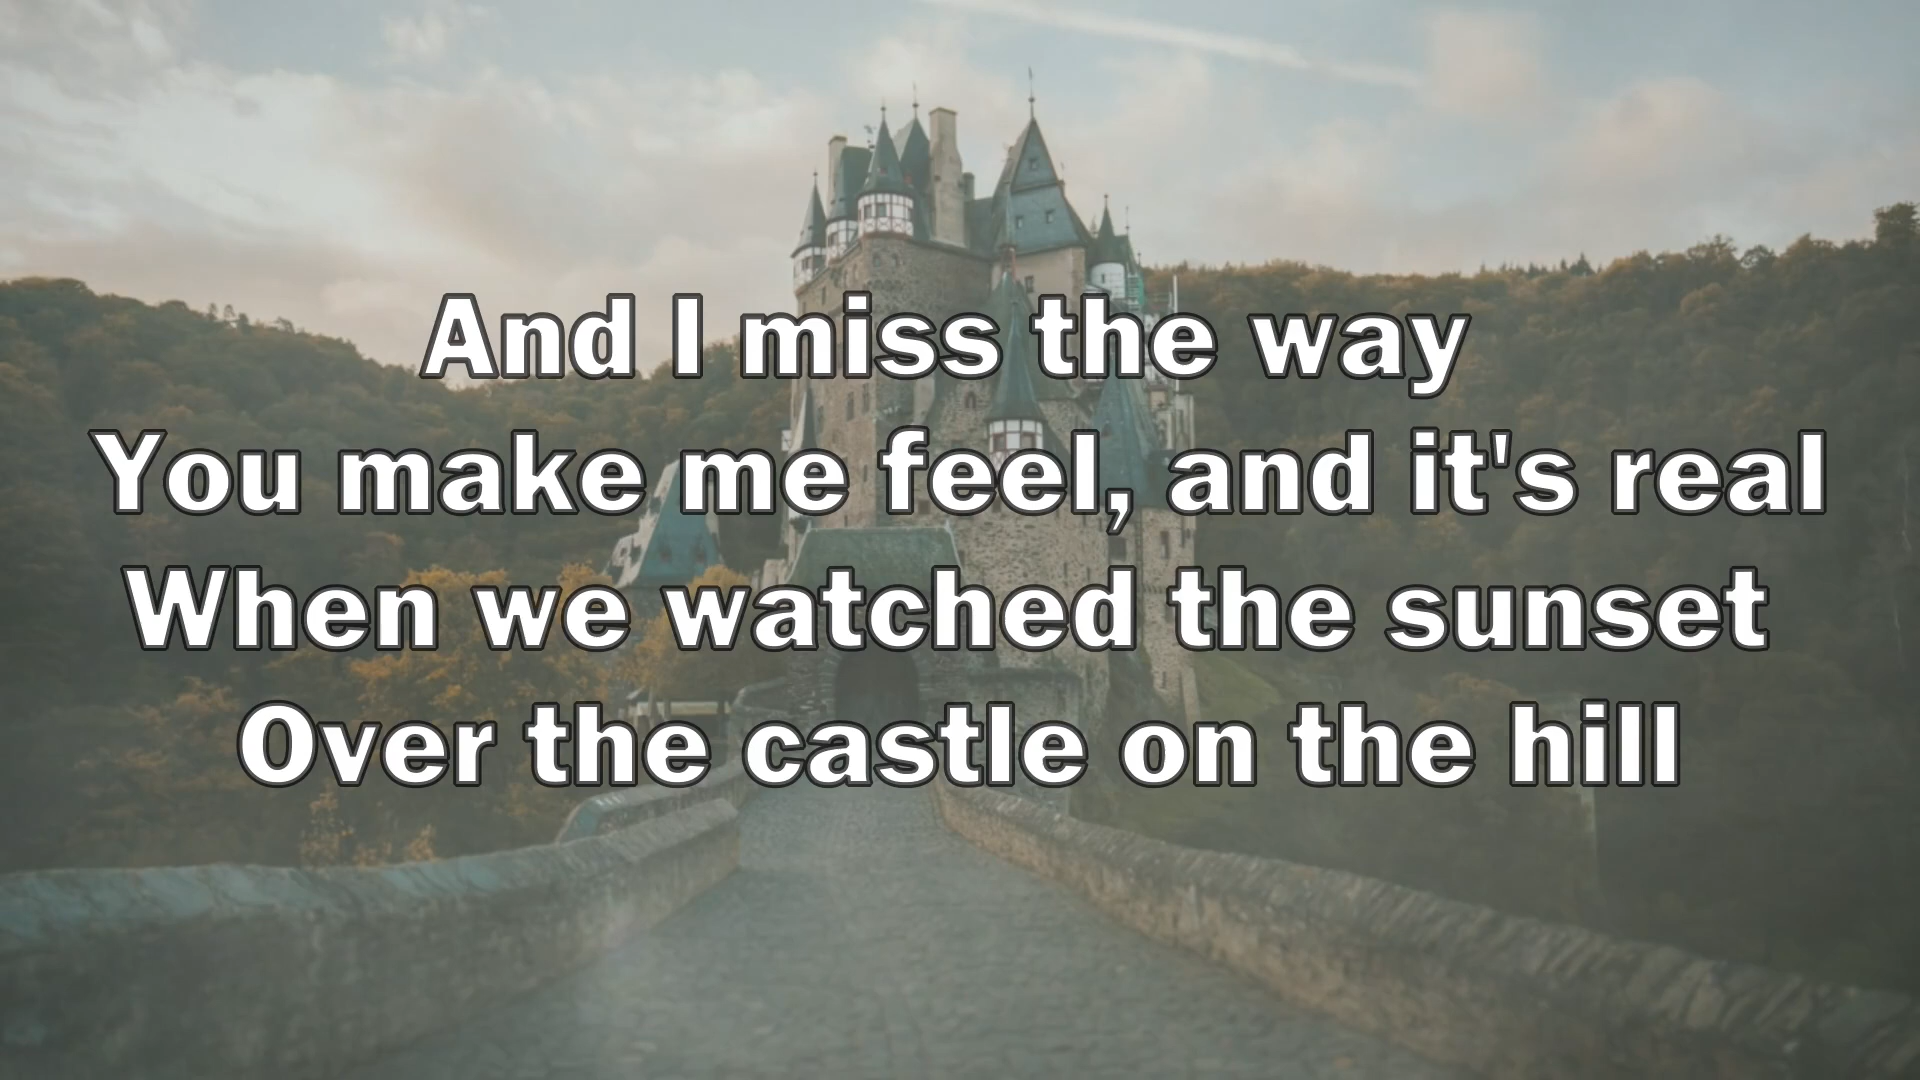 And I miss the way
You make me feel, and it's real
When we watched the sunset
Over the castle on the hill